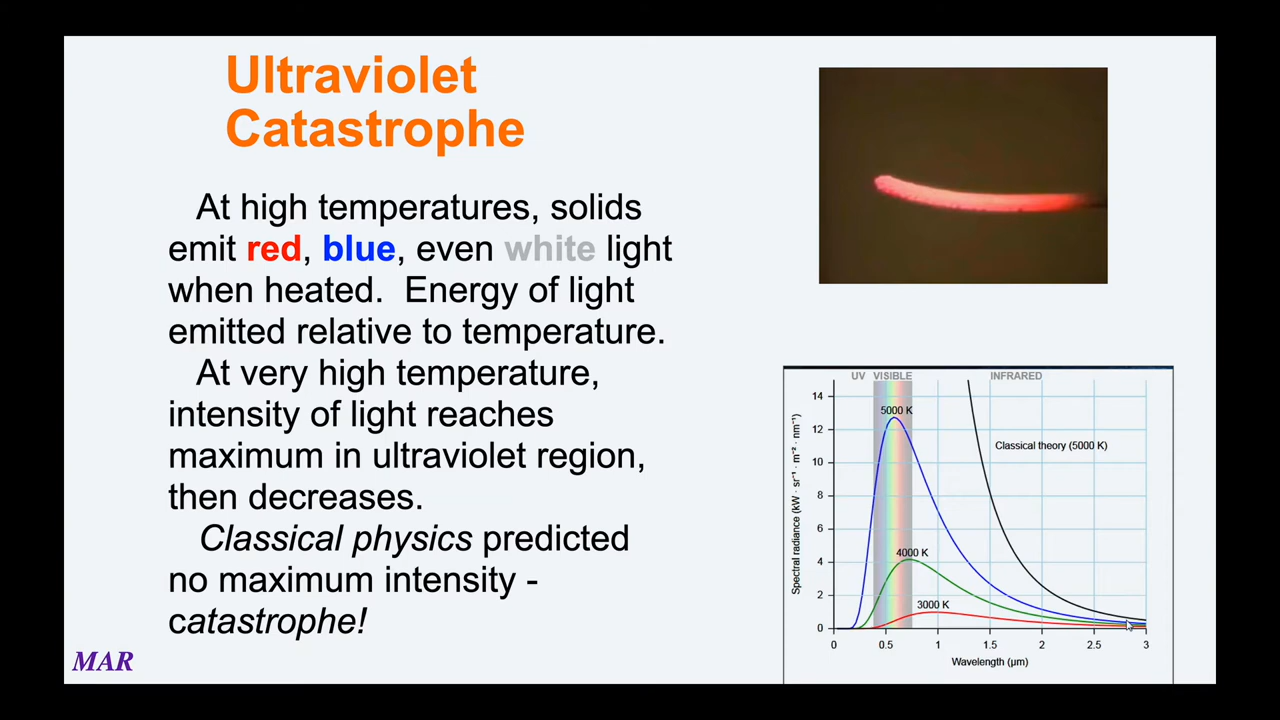 Ultraviolet
Catastrophe
At high temperatures, solids
emit red, blue, even white light
when heated. Energy of light
emitted relative to temperature.
At very high temperature,
intensity of light reaches
maximum in ultraviolet region,
then decreases.
Classical physics predicted
no maximum intensity -
catastrophe!
MAR
UV VISIBLE INFRARED
14
12
10
8
6
4
2
0
Spectral radiance (kW · sr⁻¹ · m⁻² · nm⁻¹)
5000 K
Classical theory (5000 K)
4000 K
3000 K
0 0.5 1 1.5 2 2.5 3
Wavelength (μm)